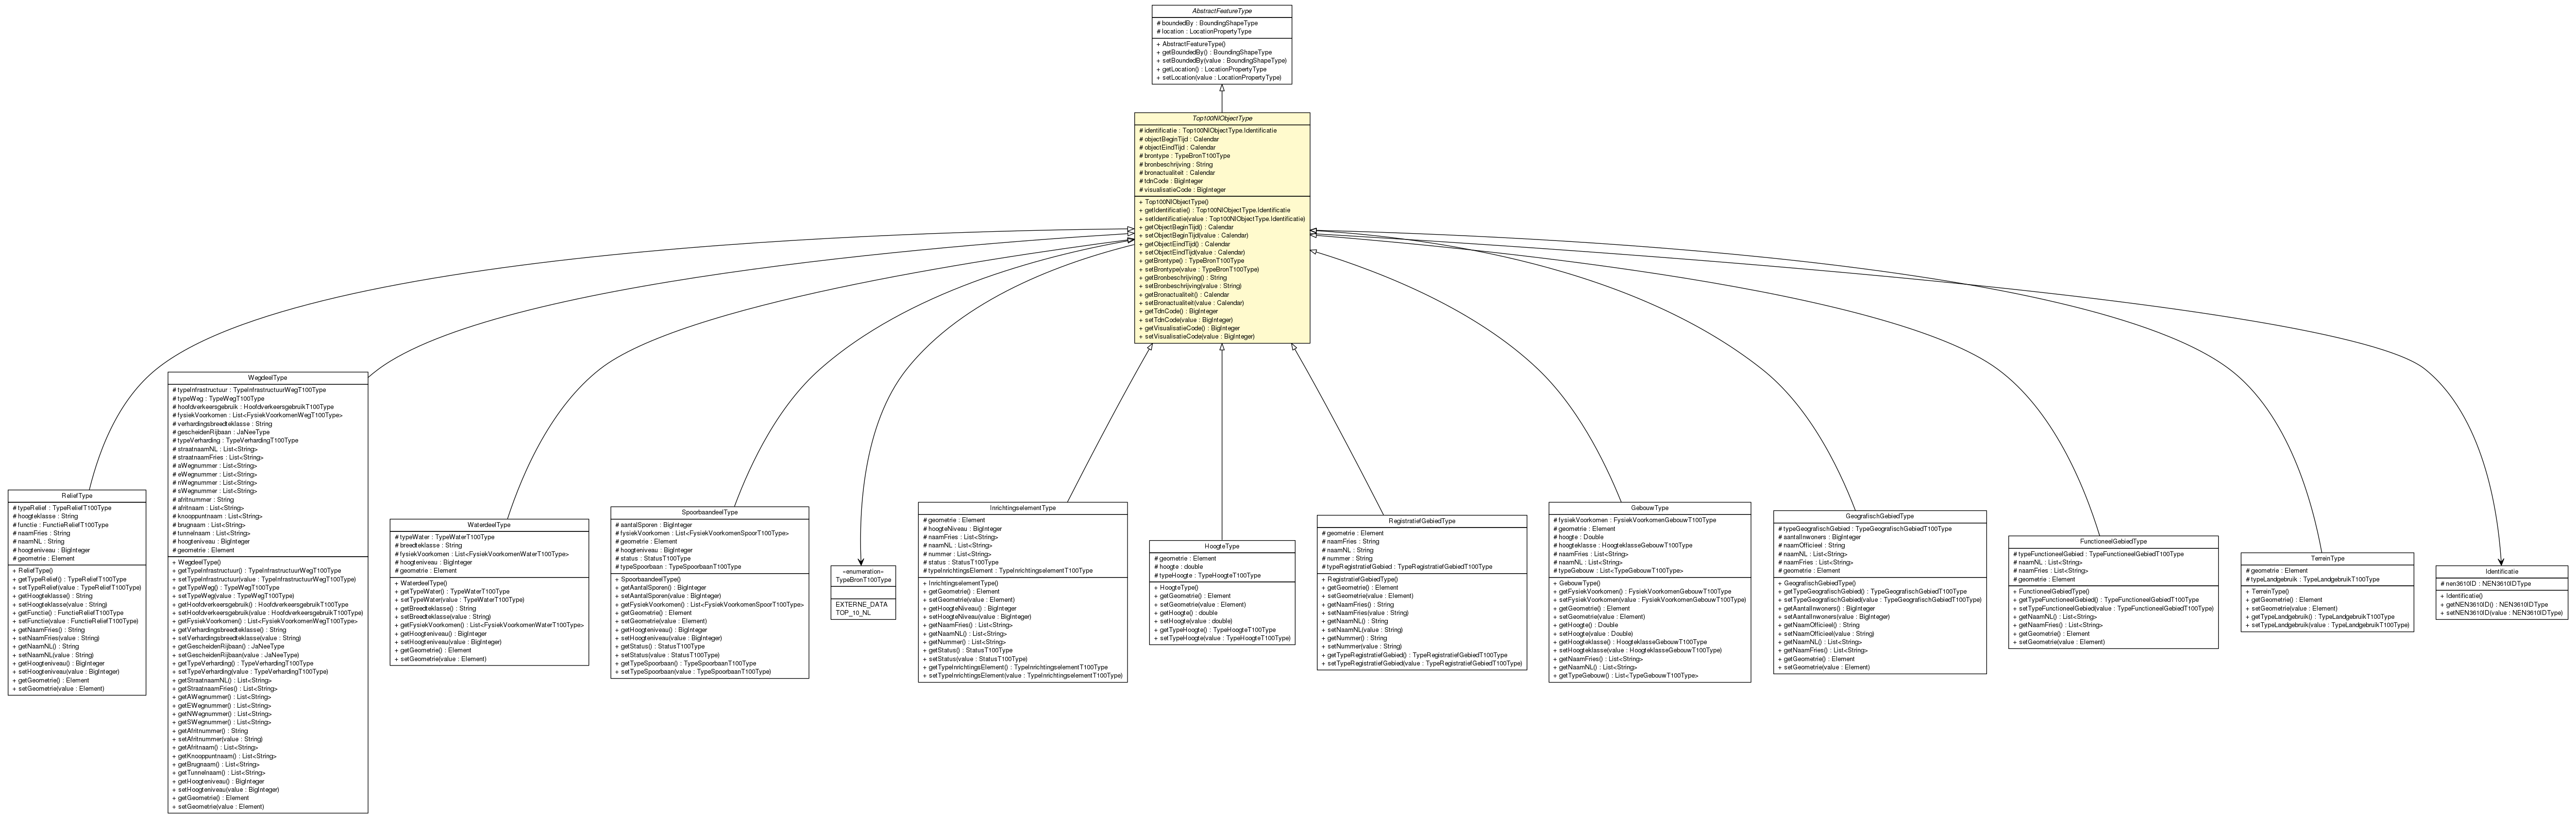 AbstractFeatureType
# boundedBy : BoundingShapeType
# location : LocationPropertyType
+ AbstractFeatureType()
+ getBoundedBy() : BoundingShapeType
+ setBoundedBy(value : BoundingShapeType)
+ getLocation() : LocationPropertyType
+ setLocation(value : LocationPropertyType)
Top100NlObjectType
# identificatie : Top100NlObjectType.Identificatie
# objectBeginTijd : Calendar
# objectEindTijd : Calendar
# brontype : TypeBronT100Type
# bronbeschrijving : String
# bronactualiteit : Calendar
# tdnCode : BigInteger
# visualisatieCode : BigInteger
+ Top100NlObjectType()
+ getIdentificatie() : Top100NlObjectType.Identificatie
+ setIdentificatie(value : Top100NlObjectType.Identificatie)
+ getObjectBeginTijd() : Calendar
+ setObjectBeginTijd(value : Calendar)
+ getObjectEindTijd() : Calendar
+ setObjectEindTijd(value : Calendar)
+ getBrontype() : TypeBronT100Type
+ setBrontype(value : TypeBronT100Type)
+ getBronbeschrijving() : String
+ setBronbeschrijving(value : String)
+ getBronactualiteit() : Calendar
+ setBronactualiteit(value : Calendar)
+ getTdnCode() : BigInteger
+ setTdnCode(value : BigInteger)
+ getVisualisatieCode() : BigInteger
+ setVisualisatieCode(value : BigInteger)
ReliefType
# typeRelief : TypeReliefT100Type
# hoogteklasse : String
# functie : FunctieReliefT100Type
# naamFries : String
# naamNL : String
# hoogteniveau : BigInteger
# geometrie : Element
+ ReliefType()
+ getTypeRelief() : TypeReliefT100Type
+ setTypeRelief(value : TypeReliefT100Type)
+ getHoogteklasse() : String
+ setHoogteklasse(value : String)
+ getFunctie() : FunctieReliefT100Type
+ setFunctie(value : FunctieReliefT100Type)
+ getNaamFries() : String
+ setNaamFries(value : String)
+ getNaamNL() : String
+ setNaamNL(value : String)
+ getHoogteniveau() : BigInteger
+ setHoogteniveau(value : BigInteger)
+ getGeometrie() : Element
+ setGeometrie(value : Element)
WegdeelType
# typeInfrastructuur : TypeInfrastructuurWegT100Type
# typeWeg : TypeWegT100Type
# hoofdverkeersgebruik : HoofdverkeersgebruikT100Type
# fysiekVoorkomen : List<FysiekVoorkomenWegT100Type>
# verhardingsbreedteklasse : String
# gescheidenRijbaan : JaNeeType
# typeVerharding : TypeVerhardingT100Type
# straatnaamNL : List<String>
# straatnaamFries : List<String>
# aWegnummer : List<String>
# eWegnummer : List<String>
# nWegnummer : List<String>
# sWegnummer : List<String>
# afritnummer : String
# afritnaam : List<String>
# knooppuntnaam : List<String>
# brugnaam : List<String>
# tunnelnaam : List<String>
# hoogteniveau : BigInteger
# geometrie : Element
+ WegdeelType()
+ getTypeInfrastructuur() : TypeInfrastructuurWegT100Type
+ setTypeInfrastructuur(value : TypeInfrastructuurWegT100Type)
+ getTypeWeg() : TypeWegT100Type
+ setTypeWeg(value : TypeWegT100Type)
+ getHoofdverkeersgebruik() : HoofdverkeersgebruikT100Type
+ setHoofdverkeersgebruik(value : HoofdverkeersgebruikT100Type)
+ getFysiekVoorkomen() : List<FysiekVoorkomenWegT100Type>
+ getVerhardingsbreedteklasse() : String
+ setVerhardingsbreedteklasse(value : String)
+ getGescheidenRijbaan() : JaNeeType
+ setGescheidenRijbaan(value : JaNeeType)
+ getTypeVerharding() : TypeVerhardingT100Type
+ setTypeVerharding(value : TypeVerhardingT100Type)
+ getStraatnaamNL() : List<String>
+ getStraatnaamFries() : List<String>
+ getAWegnummer() : List<String>
+ getEWegnummer() : List<String>
+ getNWegnummer() : List<String>
+ getSWegnummer() : List<String>
+ getAfritnummer() : String
+ setAfritnummer(value : String)
+ getAfritnaam() : List<String>
+ getKnooppuntnaam() : List<String>
+ getBrugnaam() : List<String>
+ getTunnelnaam() : List<String>
+ getHoogteniveau() : BigInteger
+ setHoogteniveau(value : BigInteger)
+ getGeometrie() : Element
+ setGeometrie(value : Element)
WaterdeelType
# typeWater : TypeWaterT100Type
# breedteklasse : String
# fysiekVoorkomen : List<FysiekVoorkomenWaterT100Type>
# hoogteniveau : BigInteger
# geometrie : Element
+ WaterdeelType()
+ getTypeWater() : TypeWaterT100Type
+ setTypeWater(value : TypeWaterT100Type)
+ getBreedteklasse() : String
+ setBreedteklasse(value : String)
+ getFysiekVoorkomen() : List<FysiekVoorkomenWaterT100Type>
+ getHoogteniveau() : BigInteger
+ setHoogteniveau(value : BigInteger)
+ getGeometrie() : Element
+ setGeometrie(value : Element)
SpoorbaandeelType
# aantalSporen : BigInteger
# fysiekVoorkomen : List<FysiekVoorkomenSpoorT100Type>
# geometrie : Element
# hoogteniveau : BigInteger
# status : StatusT100Type
# typeSpoorbaan : TypeSpoorbaanT100Type
+ SpoorbaandeelType()
+ getAantalSporen() : BigInteger
+ setAantalSporen(value : BigInteger)
+ getFysiekVoorkomen() : List<FysiekVoorkomenSpoorT100Type>
+ getGeometrie() : Element
+ setGeometrie(value : Element)
+ getHoogteniveau() : BigInteger
+ setHoogteniveau(value : BigInteger)
+ getStatus() : StatusT100Type
+ setStatus(value : StatusT100Type)
+ getTypeSpoorbaan() : TypeSpoorbaanT100Type
+ setTypeSpoorbaan(value : TypeSpoorbaanT100Type)
«enumeration»
TypeBronT100Type
EXTERNE_DATA
TOP_10_NL
InrichtingselementType
# geometrie : Element
# hoogteNiveau : BigInteger
# naamFries : List<String>
# naamNL : List<String>
# nummer : List<String>
# status : StatusT100Type
# typeInrichtingsElement : TypeInrichtingselementT100Type
+ InrichtingselementType()
+ getGeometrie() : Element
+ setGeometrie(value : Element)
+ getHoogteNiveau() : BigInteger
+ setHoogteNiveau(value : BigInteger)
+ getNaamFries() : List<String>
+ getNaamNL() : List<String>
+ getNummer() : List<String>
+ getStatus() : StatusT100Type
+ setStatus(value : StatusT100Type)
+ getTypeInrichtingsElement() : TypeInrichtingselementT100Type
+ setTypeInrichtingsElement(value : TypeInrichtingselementT100Type)
HoogteType
# geometrie : Element
# hoogte : double
# typeHoogte : TypeHoogteT100Type
+ HoogteType()
+ getGeometrie() : Element
+ setGeometrie(value : Element)
+ getHoogte() : double
+ setHoogte(value : double)
+ getTypeHoogte() : TypeHoogteT100Type
+ setTypeHoogte(value : TypeHoogteT100Type)
RegistratiefGebiedType
# geometrie : Element
# naamFries : String
# naamNL : String
# nummer : String
# typeRegistratiefGebied : TypeRegistratiefGebiedT100Type
+ RegistratiefGebiedType()
+ getGeometrie() : Element
+ setGeometrie(value : Element)
+ getNaamFries() : String
+ setNaamFries(value : String)
+ getNaamNL() : String
+ setNaamNL(value : String)
+ getNummer() : String
+ setNummer(value : String)
+ getTypeRegistratiefGebied() : TypeRegistratiefGebiedT100Type
+ setTypeRegistratiefGebied(value : TypeRegistratiefGebiedT100Type)
GebouwType
# fysiekVoorkomen : FysiekVoorkomenGebouwT100Type
# geometrie : Element
# hoogte : Double
# hoogteklasse : HoogteklasseGebouwT100Type
# naamFries : List<String>
# naamNL : List<String>
# typeGebouw : List<TypeGebouwT100Type>
+ GebouwType()
+ getFysiekVoorkomen() : FysiekVoorkomenGebouwT100Type
+ setFysiekVoorkomen(value : FysiekVoorkomenGebouwT100Type)
+ getGeometrie() : Element
+ setGeometrie(value : Element)
+ getHoogte() : Double
+ setHoogte(value : Double)
+ getHoogteklasse() : HoogteklasseGebouwT100Type
+ setHoogteklasse(value : HoogteklasseGebouwT100Type)
+ getNaamFries() : List<String>
+ getNaamNL() : List<String>
+ getTypeGebouw() : List<TypeGebouwT100Type>
GeografischGebiedType
# typeGeografischGebied : TypeGeografischGebiedT100Type
# aantalInwoners : BigInteger
# naamOfficieel : String
# naamNL : List<String>
# naamFries : List<String>
# geometrie : Element
+ GeografischGebiedType()
+ getTypeGeografischGebied() : TypeGeografischGebiedT100Type
+ setTypeGeografischGebied(value : TypeGeografischGebiedT100Type)
+ getAantalInwoners() : BigInteger
+ setAantalInwoners(value : BigInteger)
+ getNaamOfficieel() : String
+ setNaamOfficieel(value : String)
+ getNaamNL() : List<String>
+ getNaamFries() : List<String>
+ getGeometrie() : Element
+ setGeometrie(value : Element)
FunctioneelGebiedType
# typeFunctioneelGebied : TypeFunctioneelGebiedT100Type
# naamNL : List<String>
# naamFries : List<String>
# geometrie : Element
+ FunctioneelGebiedType()
+ getTypeFunctioneelGebied() : TypeFunctioneelGebiedT100Type
+ setTypeFunctioneelGebied(value : TypeFunctioneelGebiedT100Type)
+ getNaamNL() : List<String>
+ getNaamFries() : List<String>
+ getGeometrie() : Element
+ setGeometrie(value : Element)
TerreinType
# geometrie : Element
# typeLandgebruik : TypeLandgebruikT100Type
+ TerreinType()
+ getGeometrie() : Element
+ setGeometrie(value : Element)
+ getTypeLandgebruik() : TypeLandgebruikT100Type
+ setTypeLandgebruik(value : TypeLandgebruikT100Type)
Identificatie
# nen3610ID : NEN3610IDType
+ Identificatie()
+ getNEN3610ID() : NEN3610IDType
+ setNEN3610ID(value : NEN3610IDType)